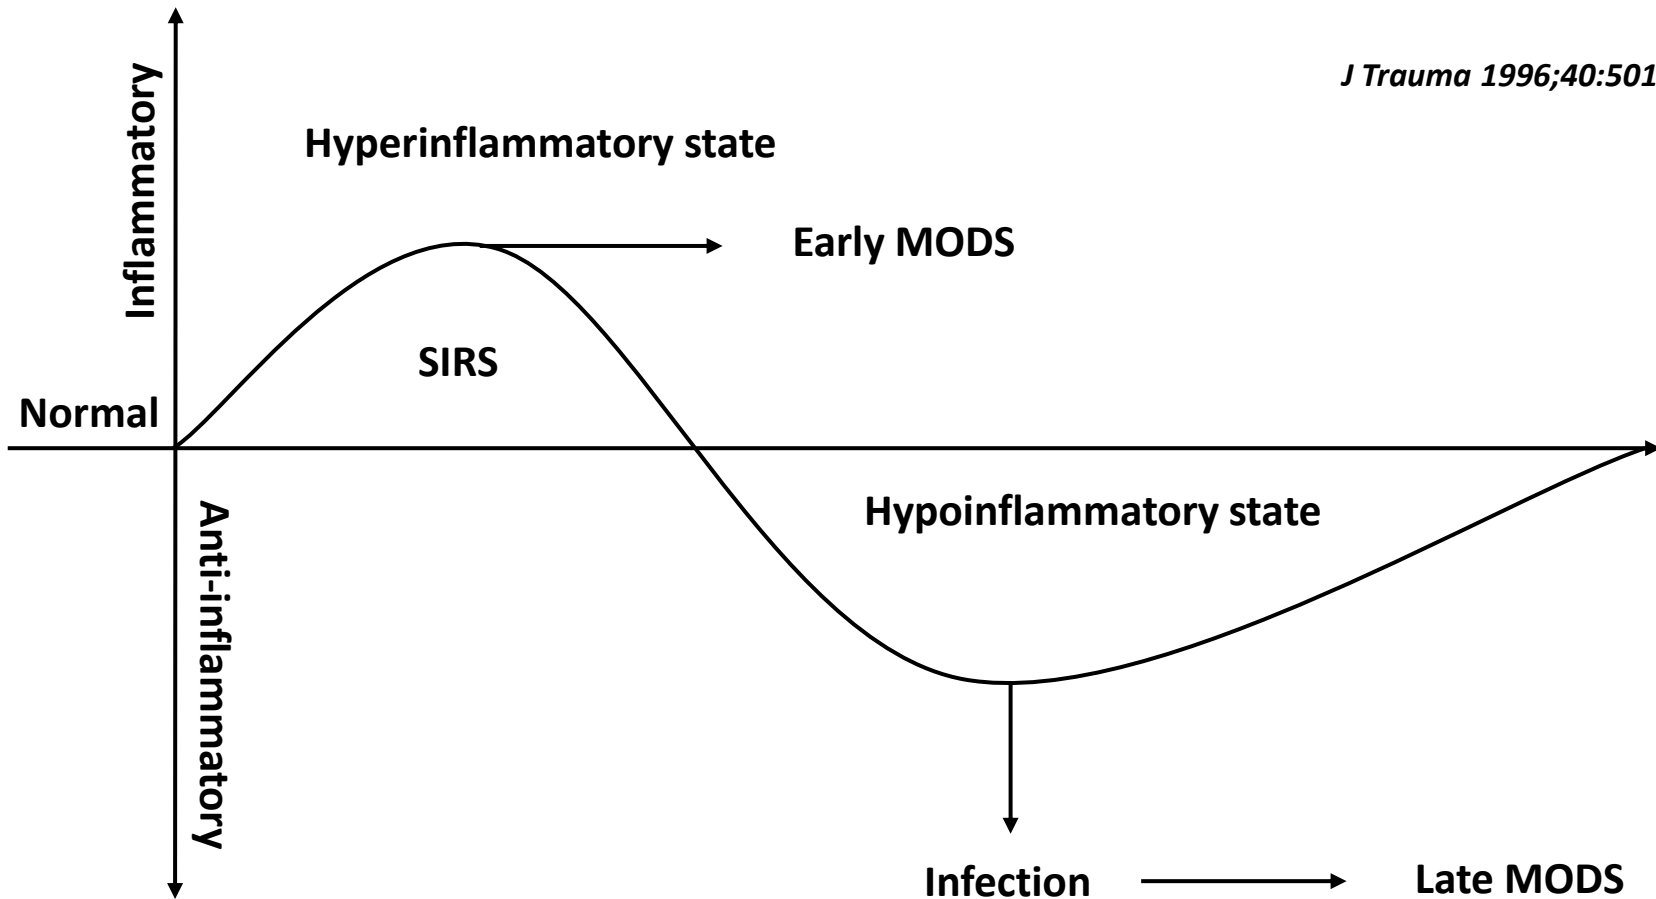 J Trauma 1996;40:501
Inflammatory
Hyperinflammatory state
Early MODS
SIRS
Normal
Hypoinflammatory state
Anti-inflammatory
Infection
Late MODS